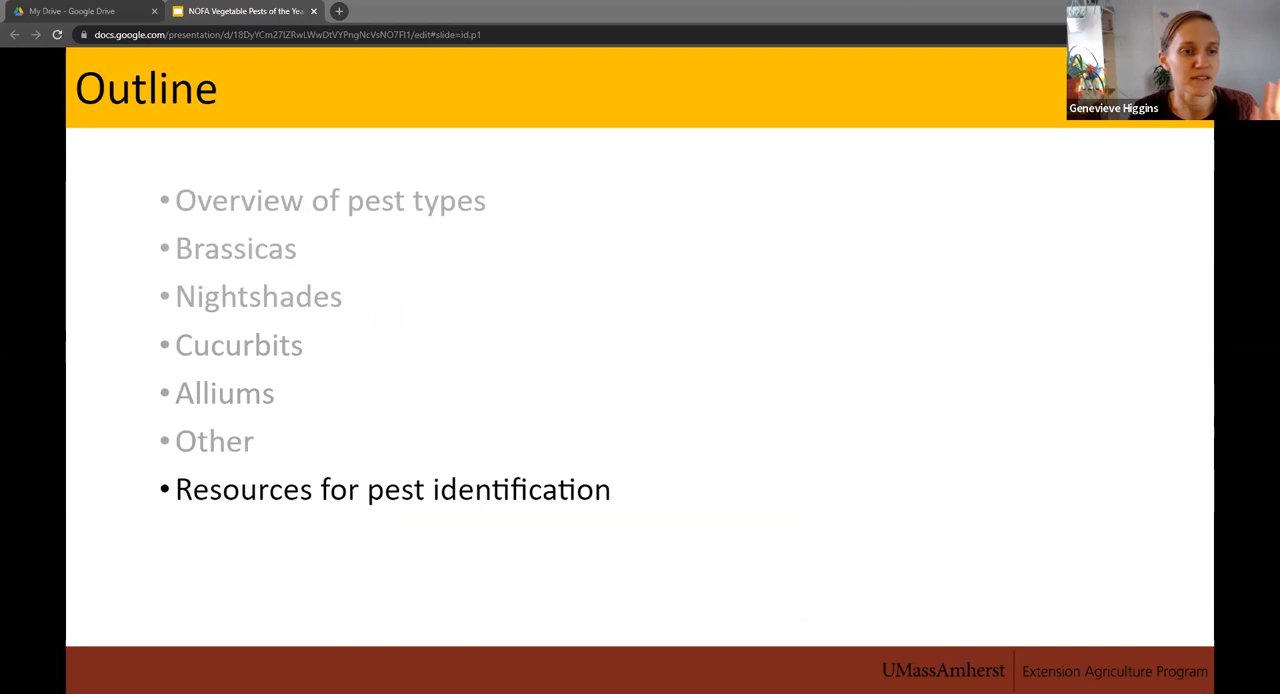 My Drive - Google Drive
NOFA Vegetable Pests of the Yea
docs.google.com/presentation/d/18DyYCm27IZRwLWwDtVYPngNcVsNO7FI1/edit#slide=id.p1
Outline
Genevieve Higgins
• Overview of pest types
• Brassicas
• Nightshades
• Cucurbits
• Alliums
• Other
• Resources for pest identification
UMassAmherst
Extension Agriculture Program